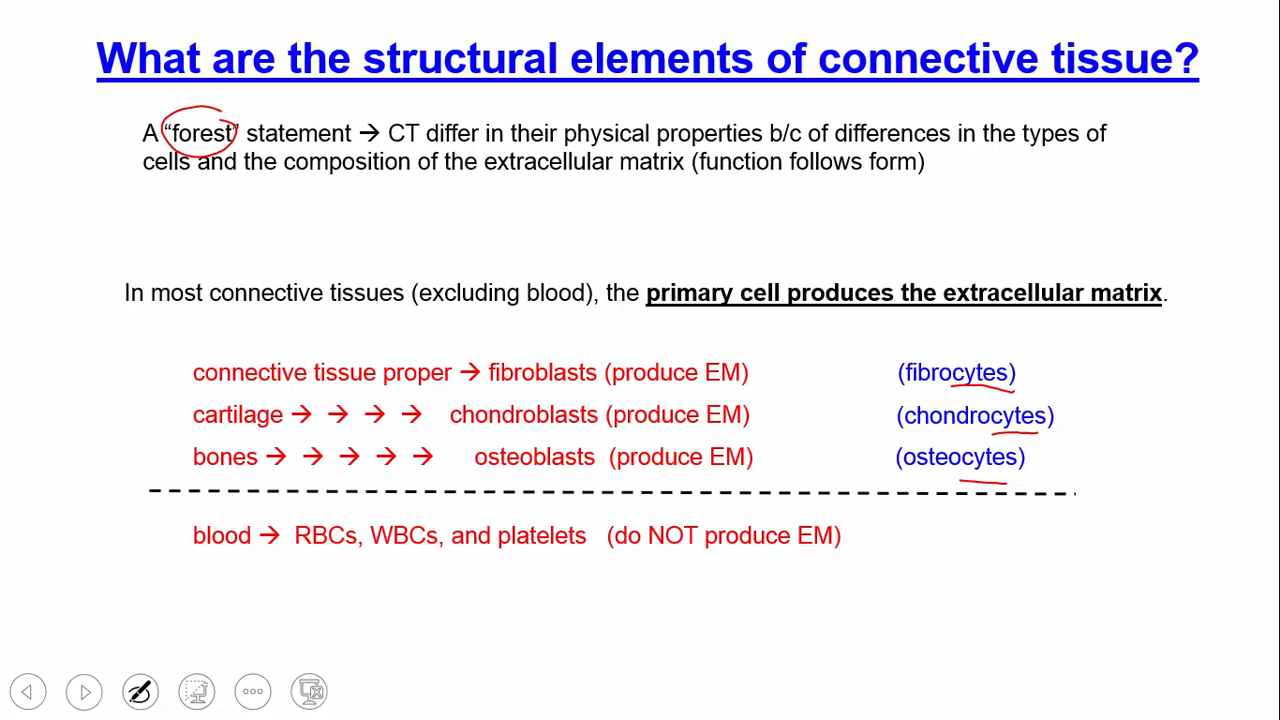 What are the structural elements of connective tissue?
A “forest” statement → CT differ in their physical properties b/c of differences in the types of
cells and the composition of the extracellular matrix (function follows form)
In most connective tissues (excluding blood), the primary cell produces the extracellular matrix.
connective tissue proper → fibroblasts (produce EM) (fibrocytes)
cartilage → → → → chondroblasts (produce EM) (chondrocytes)
bones → → → → → osteoblasts (produce EM) (osteocytes)
blood → RBCs, WBCs, and platelets (do NOT produce EM)